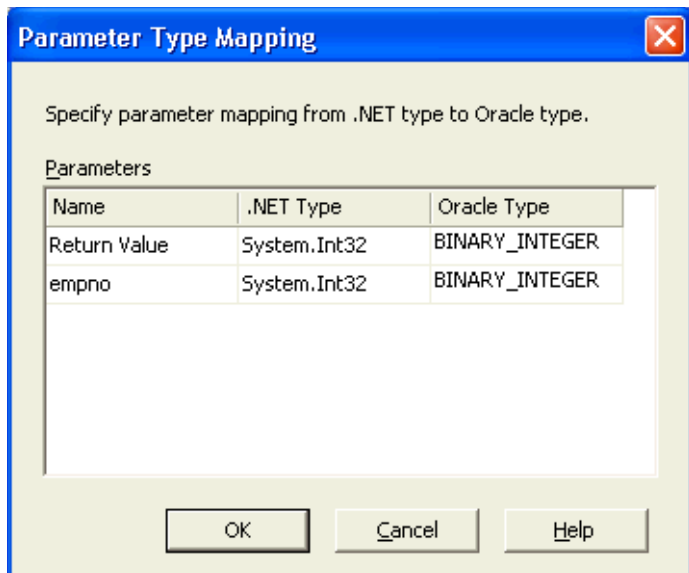 Parameter Type Mapping
Specify parameter mapping from .NET type to Oracle type.
Parameters
Name .NET Type Oracle Type
Return Value System.Int32 BINARY_INTEGER
empno System.Int32 BINARY_INTEGER
OK Cancel Help